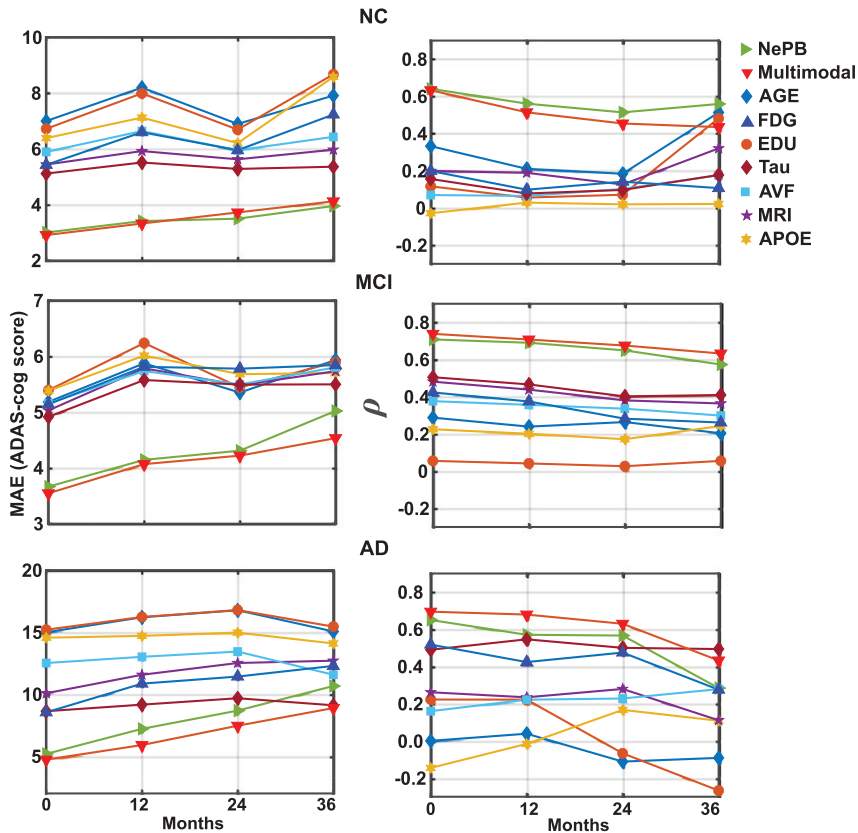 NC
10
8
6
4
2
0.8
0.6
0.4
0.2
0
-0.2
NePB
Multimodal
AGE
FDG
EDU
Tau
AVF
MRI
APOE
MCI
MAE (ADAS-cog score)
7
6
5
4
3
ρ
0.8
0.6
0.4
0.2
0
-0.2
AD
20
15
10
5
0 12 24 36
Months
0.8
0.6
0.4
0.2
0.0
-0.2
0 12 24 36
Months